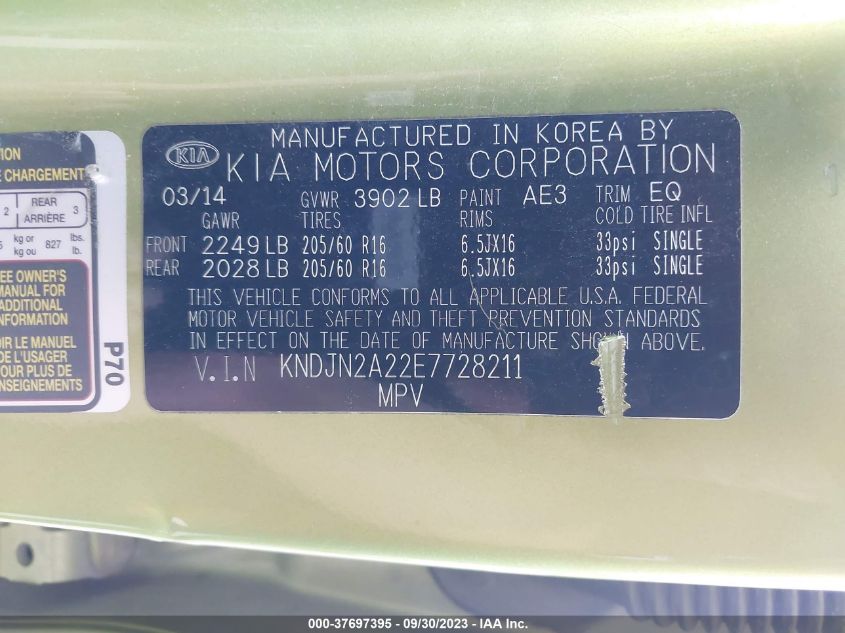 MANUFACTURED IN KOREA BY
KIA KIA MOTORS CORPORATION
03/14 GVWR 3902 LB PAINT AE3 TRIM EQ
GAWR TIRES RIMS COLD TIRE INFL
FRONT 2249 LB 205/60 R16 6.5JX16 33psi SINGLE
REAR 2028 LB 205/60 R16 6.5JX16 33psi SINGLE
THIS VEHICLE CONFORMS TO ALL APPLICABLE U.S.A. FEDERAL
MOTOR VEHICLE SAFETY AND THEFT PREVENTION STANDARDS
IN EFFECT ON THE DATE OF MANUFACTURE SHOWN ABOVE.
V.I.N KNDJN2A22E7728211
MPV
CHARGEMENT
2 REAR ARRIÈRE 3
kg or kg ou 827 lbs. lb.
OWNER'S
MANUAL FOR
ADDITIONAL
INFORMATION
LE MANUEL
DE L'USAGER
POUR PLUS DE
RENSEIGNEMENTS
P70
000-37697395 - 09/30/2023 - IAA Inc.